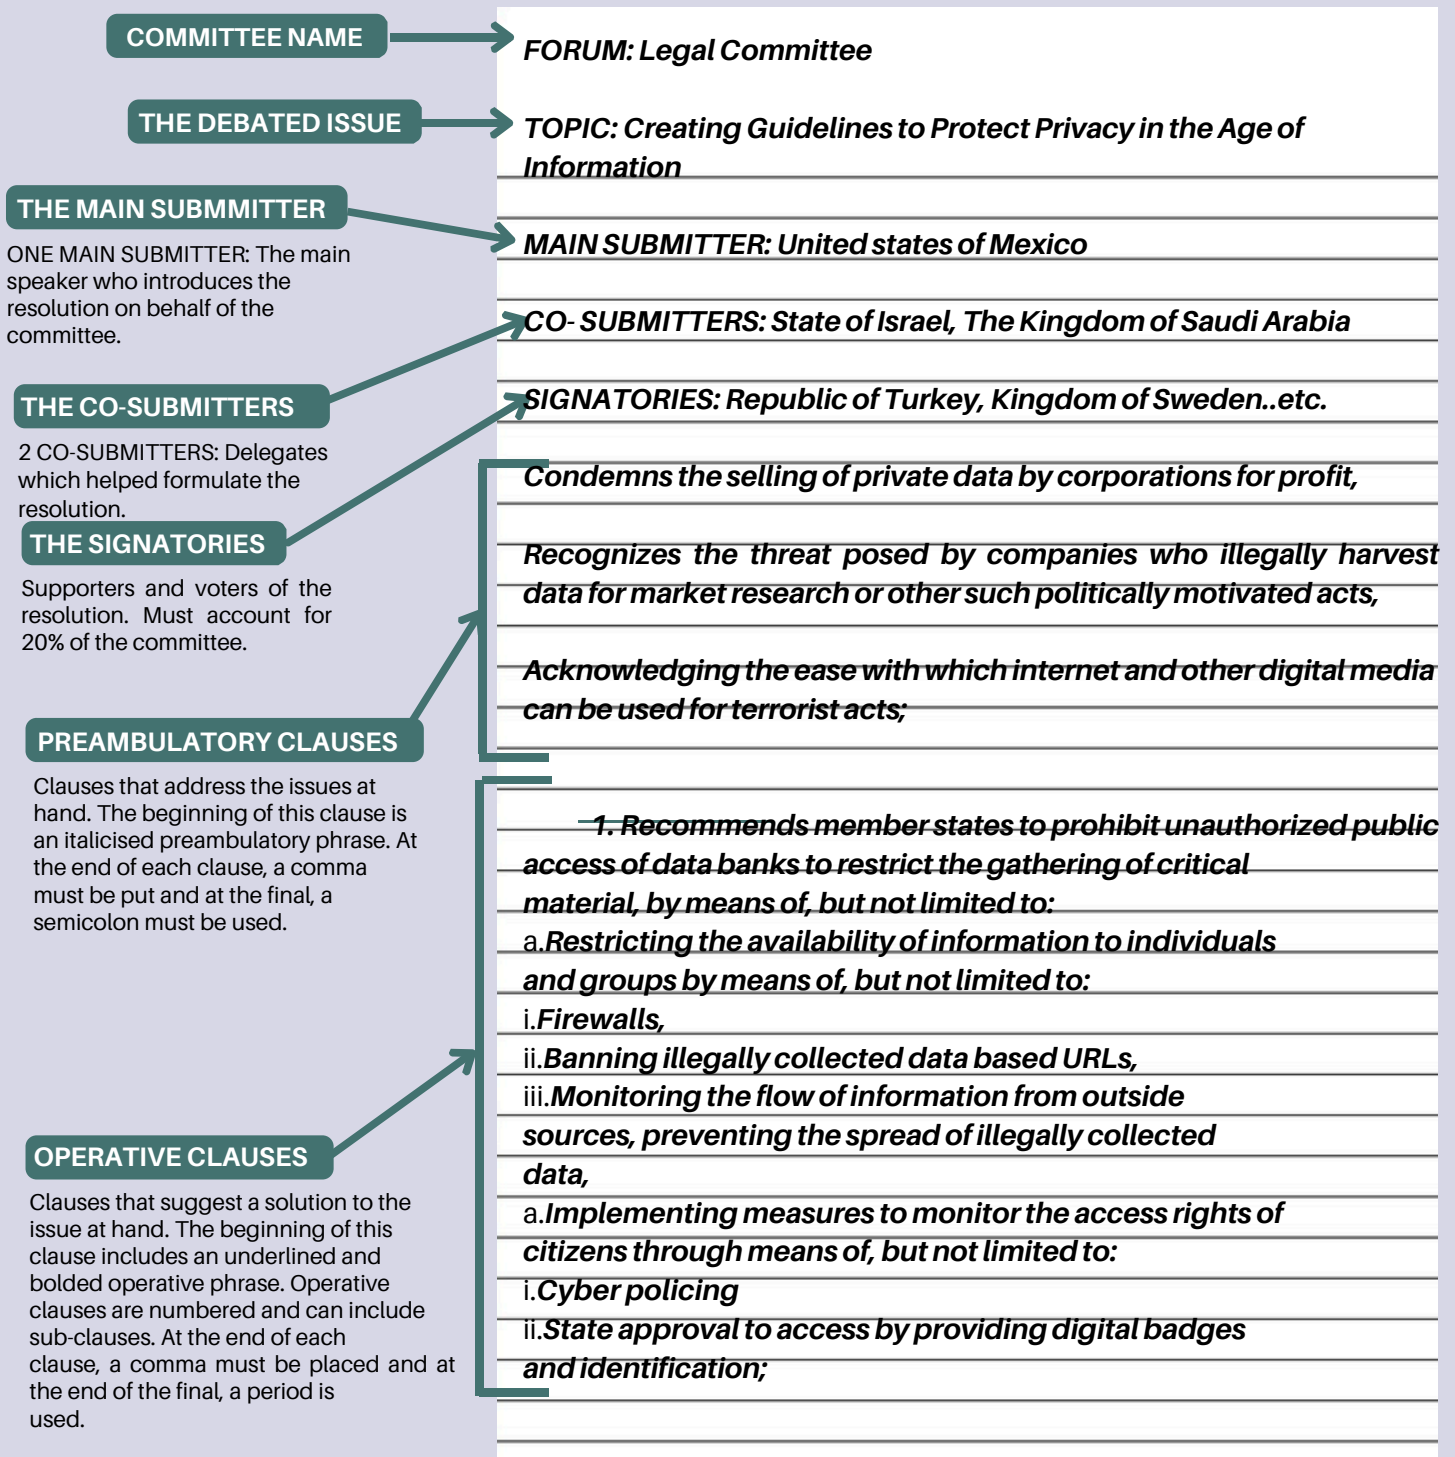 COMMITTEE NAME
FORUM: Legal Committee
THE DEBATED ISSUE
TOPIC: Creating Guidelines to Protect Privacy in the Age of
Information
THE MAIN SUBMMITTER
ONE MAIN SUBMITTER: The main
speaker who introduces the
resolution on behalf of the
committee.
MAIN SUBMITTER: United states of Mexico
CO- SUBMITTERS: State of Israel, The Kingdom of Saudi Arabia
THE CO-SUBMITTERS
2 CO-SUBMITTERS: Delegates
which helped formulate the
resolution.
SIGNATORIES: Republic of Turkey, Kingdom of Sweden..etc.
THE SIGNATORIES
Supporters and voters of the
resolution. Must account for
20% of the committee.
Condemns the selling of private data by corporations for profit,
Recognizes the threat posed by companies who illegally harvest
data for market research or other such politically motivated acts,
Acknowledging the ease with which internet and other digital media
can be used for terrorist acts;
PREAMBULATORY CLAUSES
Clauses that address the issues at
hand. The beginning of this clause is
an italicised preambulatory phrase. At
the end of each clause, a comma
must be put and at the final, a
semicolon must be used.
1. Recommends member states to prohibit unauthorized public
access of data banks to restrict the gathering of critical
material, by means of, but not limited to:
a.Restricting the availability of information to individuals
and groups by means of, but not limited to:
i.Firewalls,
ii.Banning illegally collected data based URLs,
iii.Monitoring the flow of information from outside
sources, preventing the spread of illegally collected
data,
a.Implementing measures to monitor the access rights of
citizens through means of, but not limited to:
i.Cyber policing
ii.State approval to access by providing digital badges
and identification;
OPERATIVE CLAUSES
Clauses that suggest a solution to the
issue at hand. The beginning of this
clause includes an underlined and
bolded operative phrase. Operative
clauses are numbered and can include
sub-clauses. At the end of each
clause, a comma must be placed and at
the end of the final, a period is
used.